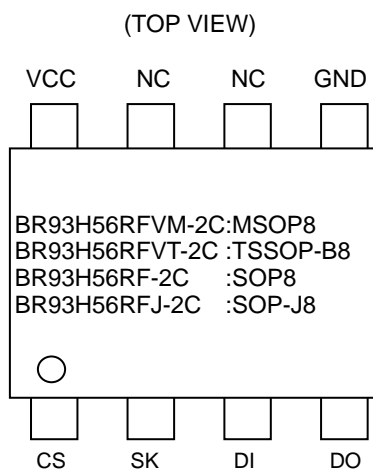 (TOP VIEW)
VCC NC NC GND
BR93H56RFVM-2C:MSOP8
BR93H56RFVT-2C :TSSOP-B8
BR93H56RF-2C :SOP8
BR93H56RFJ-2C :SOP-J8
CS SK DI DO